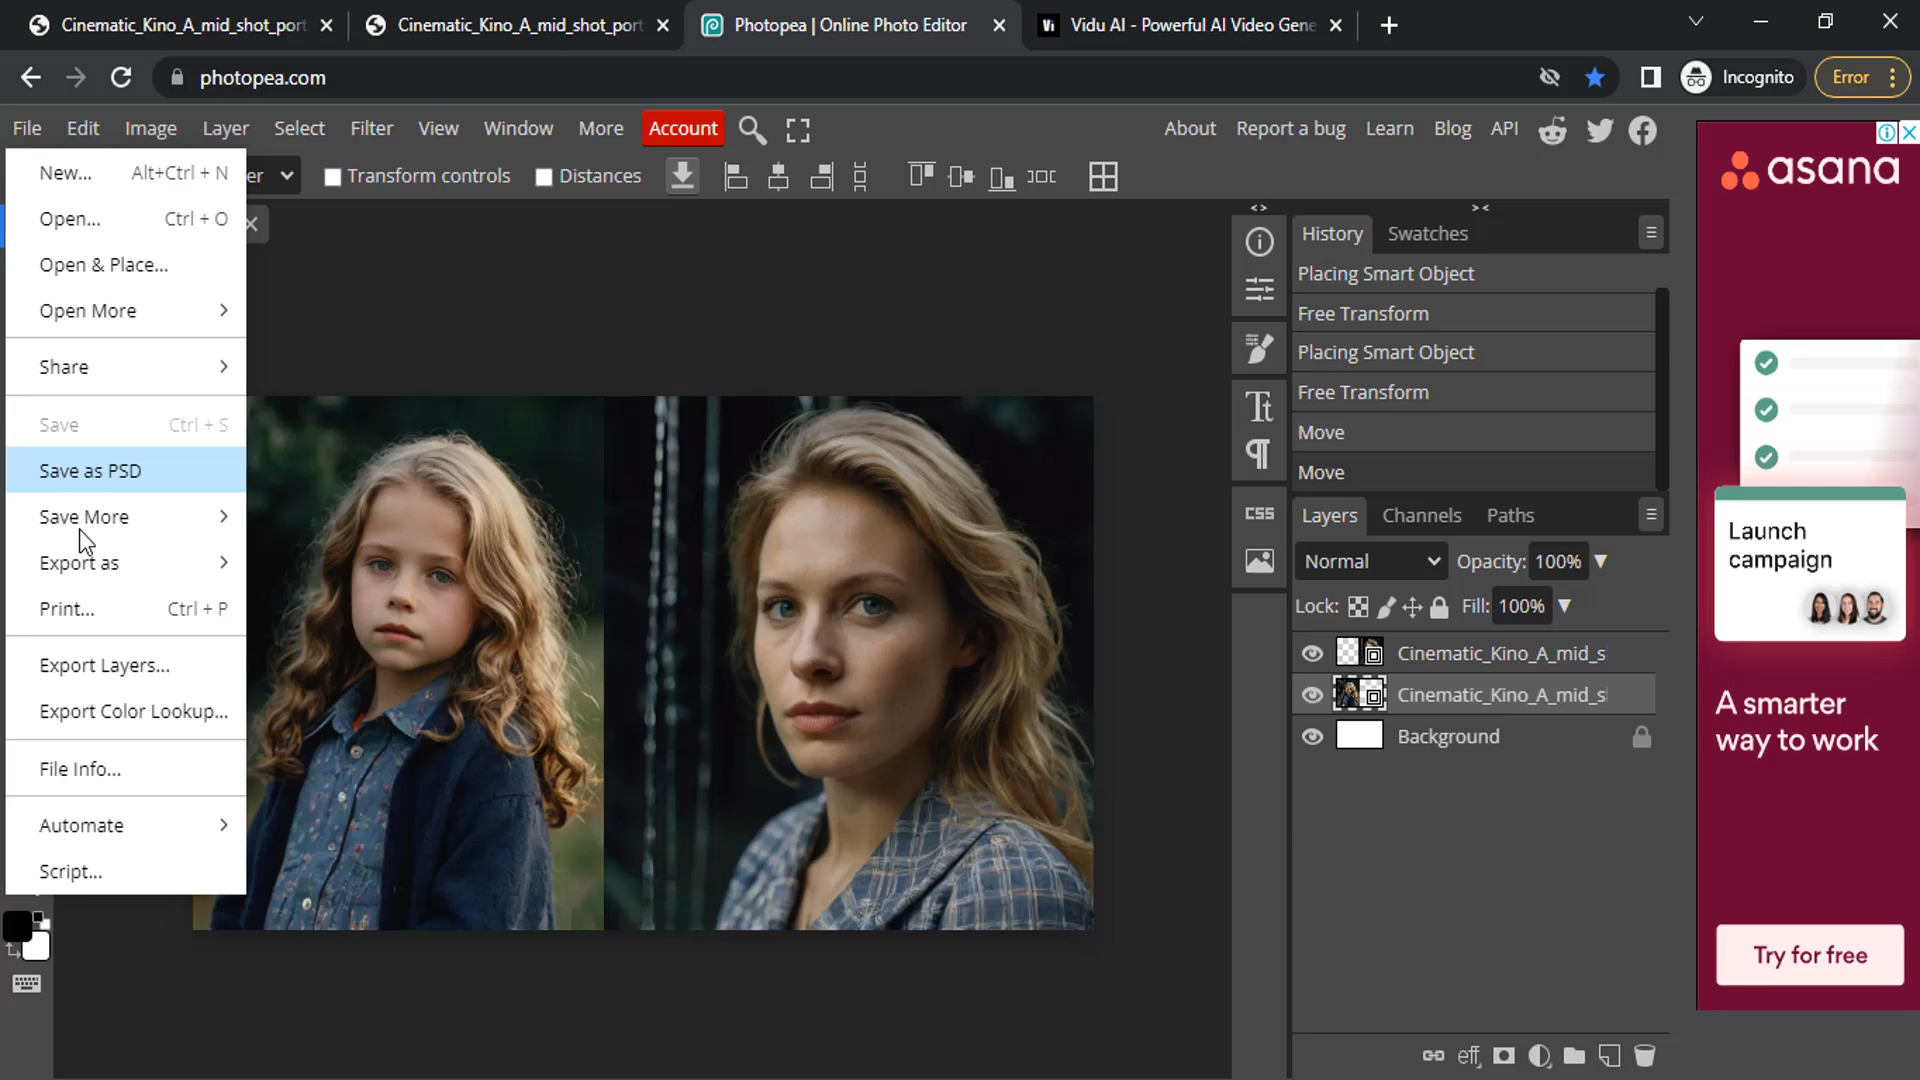 Cinematic_Kino_A_mid_shot_port
Cinematic_Kino_A_mid_shot_port
Photopea | Online Photo Editor
Vi Vidu AI - Powerful AI Video Gene
photopea.com
Incognito
Error
File Edit Image Layer Select Filter View Window More Account
About Report a bug Learn Blog API
er Transform controls Distances
New... Alt+Ctrl + N
Open... Ctrl + O
Open & Place...
Open More
Share
Save Ctrl + S
Save as PSD
Save More
Export as
Print... Ctrl + P
Export Layers...
Export Color Lookup...
File Info...
Automate
Script...
History Swatches
Placing Smart Object
Free Transform
Placing Smart Object
Free Transform
Move
Move
CSS
Layers Channels Paths
Normal Opacity: 100%
Lock: Fill: 100%
Cinematic_Kino_A_mid_s
Cinematic_Kino_A_mid_s
Background
eff
asana
Launch
campaign
A smarter
way to work
Try for free